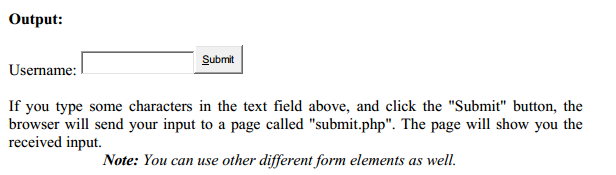 Output:
Username: Submit
If you type some characters in the text field above, and click the "Submit" button, the
browser will send your input to a page called "submit.php". The page will show you the
received input.
Note: You can use other different form elements as well.